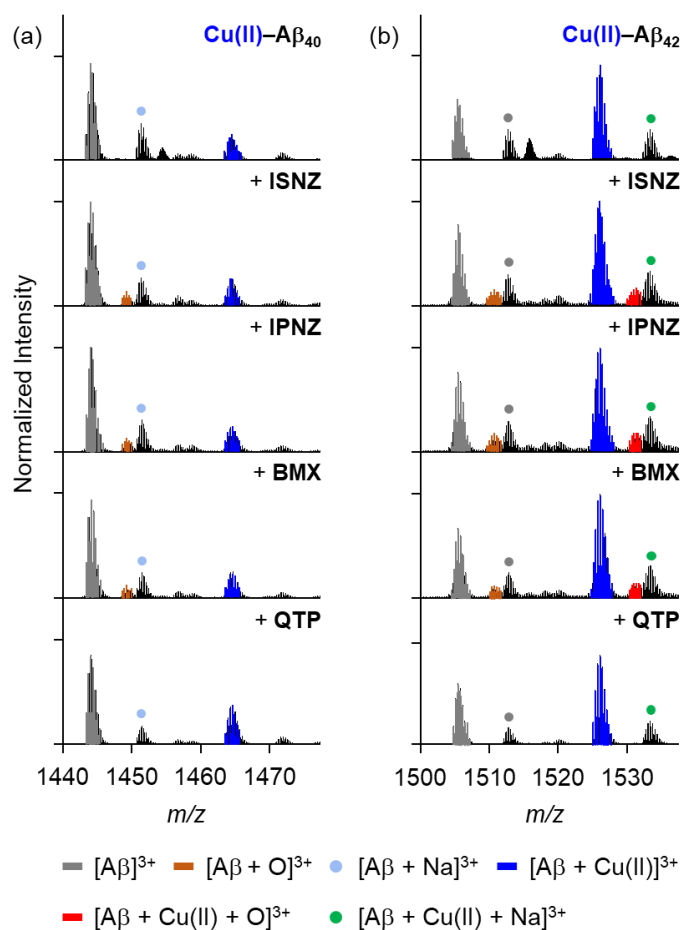 (a)
Cu(II)–Aβ40
(b)
Cu(II)–Aβ42
+ ISNZ
+ ISNZ
+ IPNZ
+ IPNZ
+ BMX
+ BMX
+ QTP
+ QTP
Normalized Intensity
1440 1450 1460 1470
1500 1510 1520 1530
m/z
m/z
[Aβ]³⁺ [Aβ + O]³⁺ [Aβ + Na]³⁺ [Aβ + Cu(II)]³⁺
[Aβ + Cu(II) + O]³⁺ [Aβ + Cu(II) + Na]³⁺